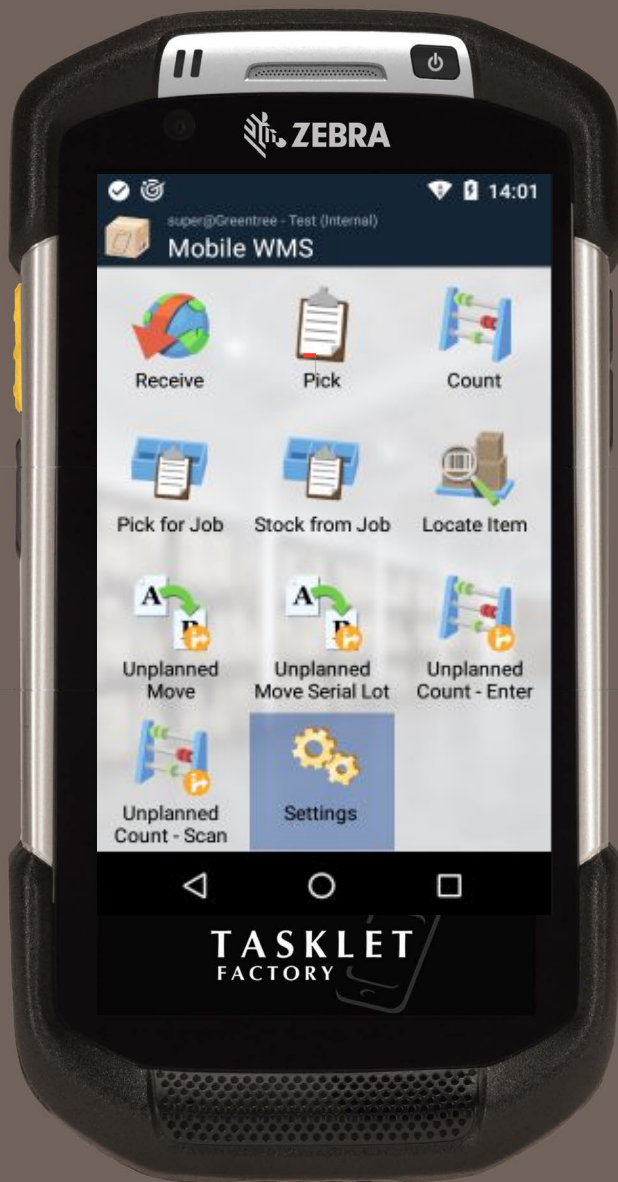 ZEBRA
14:01
super@Greentree - Test (Internal)
Mobile WMS
Receive
Pick
Count
Pick for Job
Stock from Job
Locate Item
Unplanned
Move
Unplanned
Move Serial Lot
Unplanned
Count - Enter
Unplanned
Count - Scan
Settings
TASKLET
FACTORY